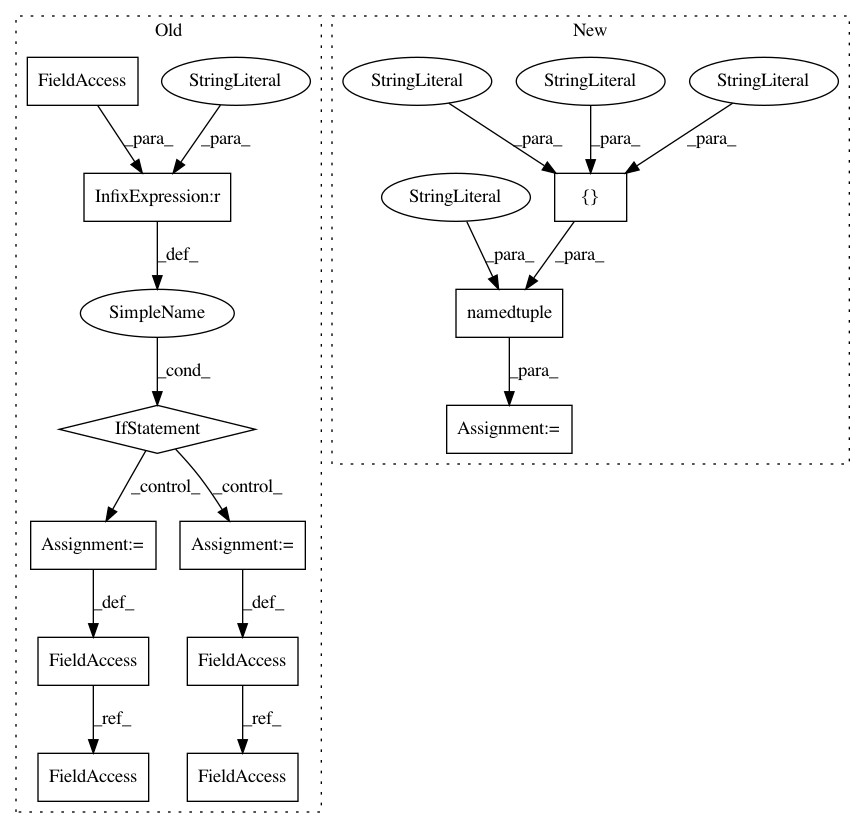 Old
New
FieldAccess
StringLiteral
StringLiteral
StringLiteral
StringLiteral
_para_
_para_
_para_
_para_
_para_
InfixExpression:r
StringLiteral
{}
_def_
_para_
_para_
SimpleName
namedtuple
_cond_
_para_
IfStatement
Assignment:=
_control_
_control_
Assignment:=
Assignment:=
_def_
_def_
FieldAccess
FieldAccess
_ref_
_ref_
FieldAccess
FieldAccess